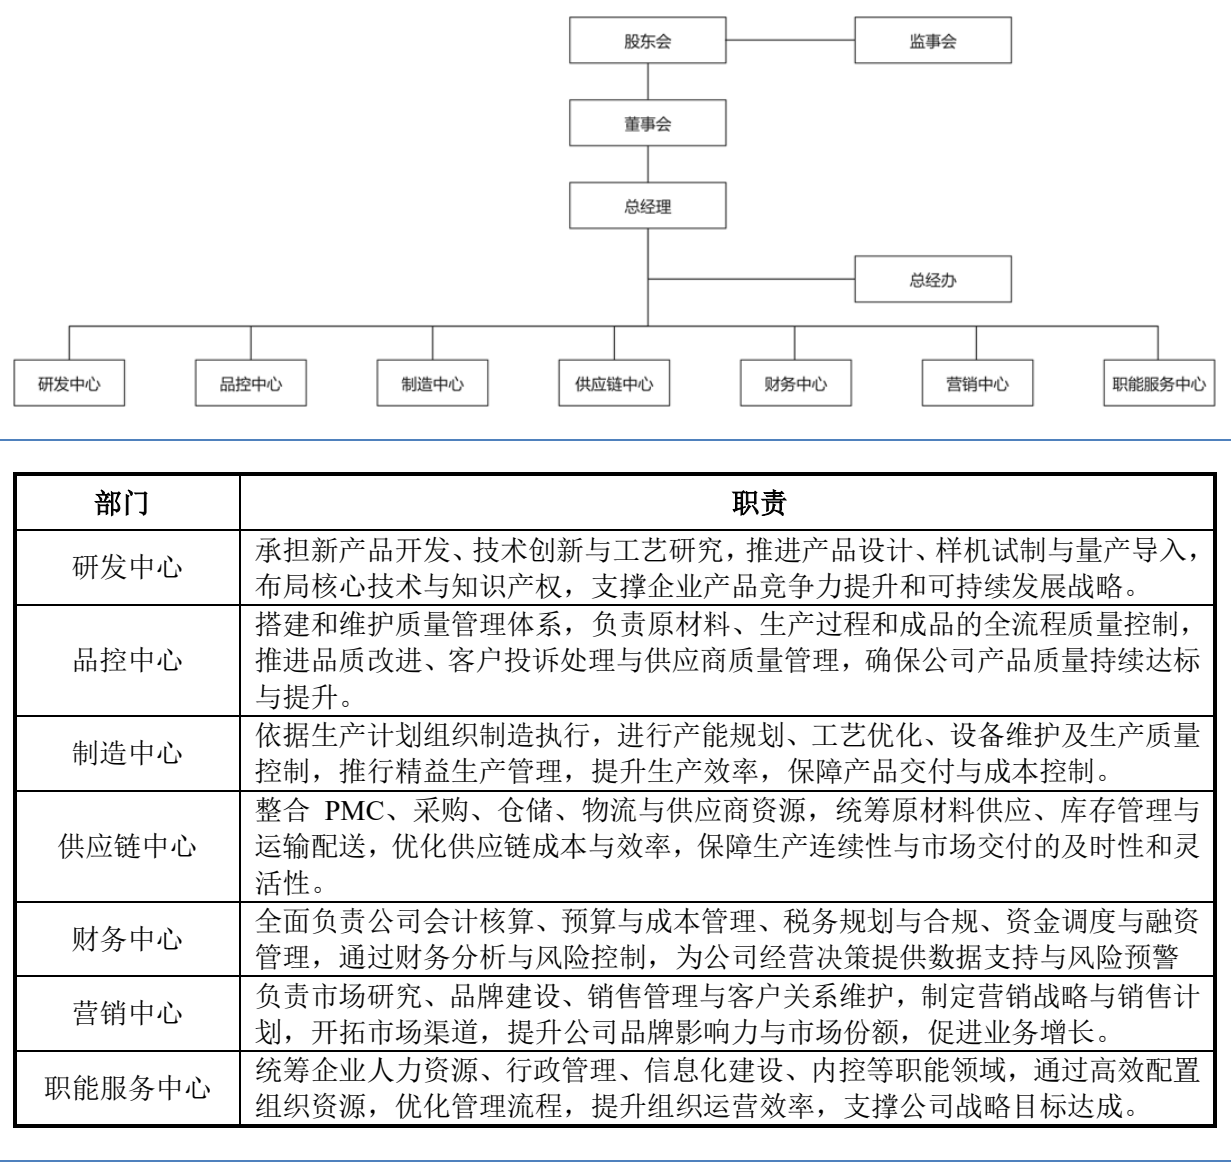 股东会
监事会
董事会
总经理
总经办
研发中心
品控中心
制造中心
供应链中心
财务中心
营销中心
职能服务中心
部门
职责
研发中心
承担新产品开发、技术创新与工艺研究，推进产品设计、样机试制与量产导入，
布局核心技术与知识产权，支撑企业产品竞争力提升和可持续发展战略。
品控中心
搭建和维护质量管理体系，负责原材料、生产过程和成品的全流程质量控制，
推进品质改进、客户投诉处理与供应商质量管理，确保公司产品质量持续达标
与提升。
制造中心
依据生产计划组织制造执行，进行产能规划、工艺优化、设备维护及生产质量
控制，推行精益生产管理，提升生产效率，保障产品交付与成本控制。
供应链中心
整合 PMC、采购、仓储、物流与供应商资源，统筹原材料供应、库存管理与
运输配送，优化供应链成本与效率，保障生产连续性与市场交付的及时性和灵
活性。
财务中心
全面负责公司会计核算、预算与成本管理、税务规划与合规、资金调度与融资
管理，通过财务分析与风险控制，为公司经营决策提供数据支持与风险预警
营销中心
负责市场研究、品牌建设、销售管理与客户关系维护，制定营销战略与销售计
划，开拓市场渠道，提升公司品牌影响力与市场份额，促进业务增长。
职能服务中心
统筹企业人力资源、行政管理、信息化建设、内控等职能领域，通过高效配置
组织资源，优化管理流程，提升组织运营效率，支撑公司战略目标达成。